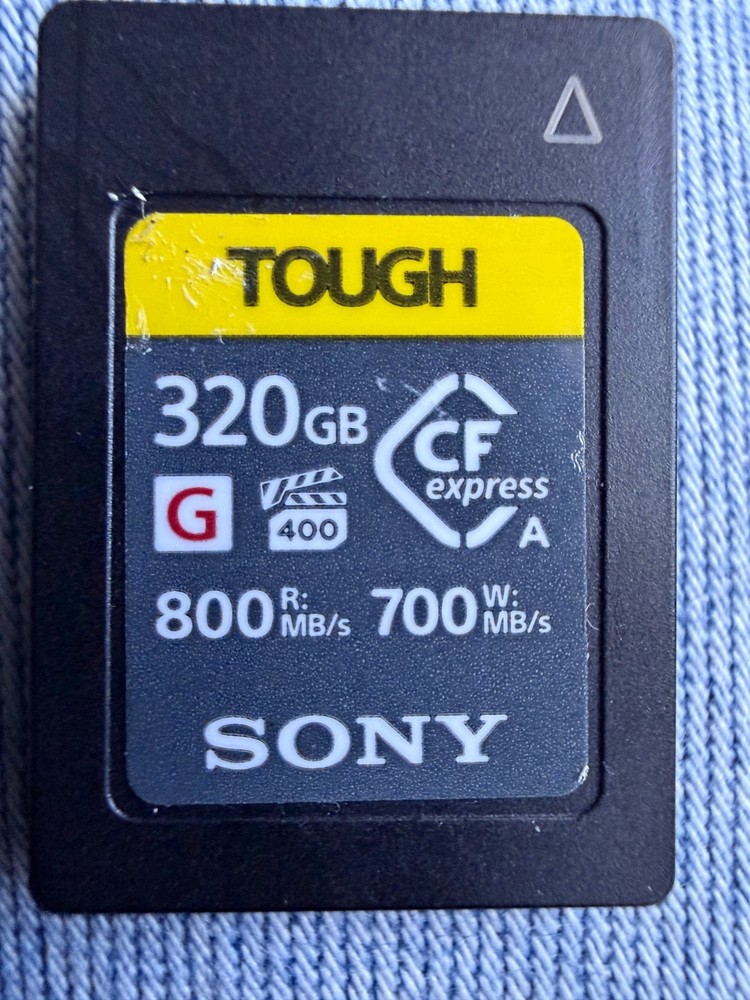 TOUGH
320GB
CF
express
A
G
400
800 R: MB/s 700 W: MB/s
SONY